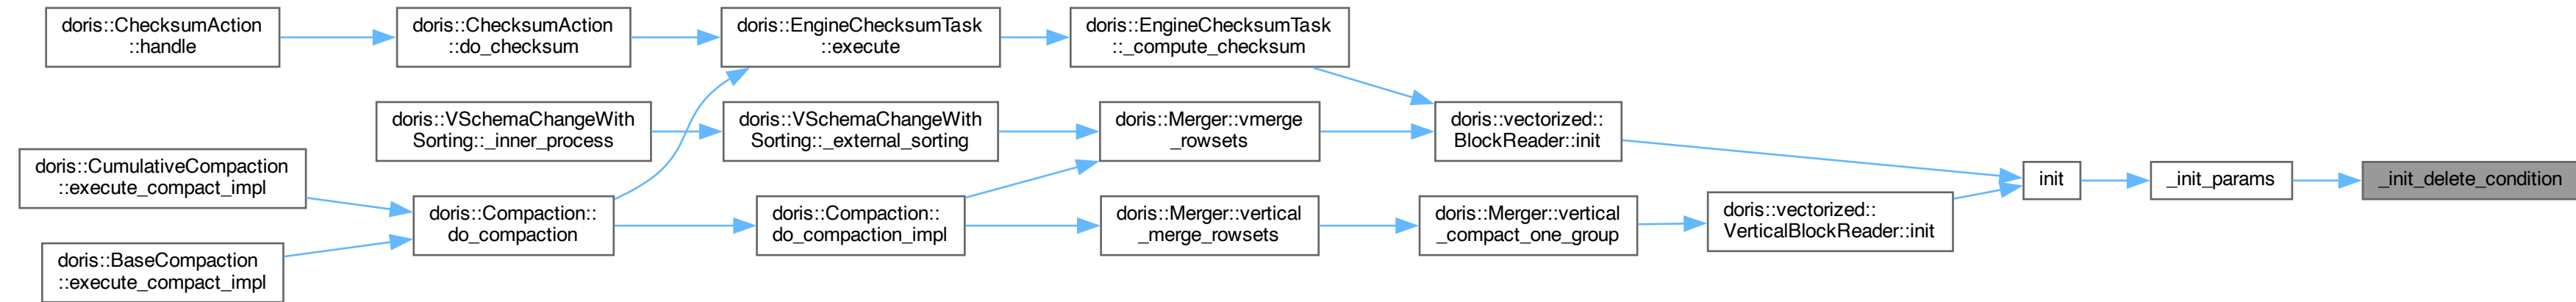 doris::ChecksumAction
::handle
doris::ChecksumAction
::do_checksum
doris::EngineChecksumTask
::execute
doris::EngineChecksumTask
::_compute_checksum
doris::VSchemaChangeWith
Sorting::_inner_process
doris::VSchemaChangeWith
Sorting::_external_sorting
doris::Merger::vmerge
_rowsets
doris::vectorized::
BlockReader::init
doris::CumulativeCompaction
::execute_compact_impl
init
_init_params
_init_delete_condition
doris::Compaction::
do_compaction
doris::Compaction::
do_compaction_impl
doris::Merger::vertical
_merge_rowsets
doris::Merger::vertical
_compact_one_group
doris::vectorized::
VerticalBlockReader::init
doris::BaseCompaction
::execute_compact_impl